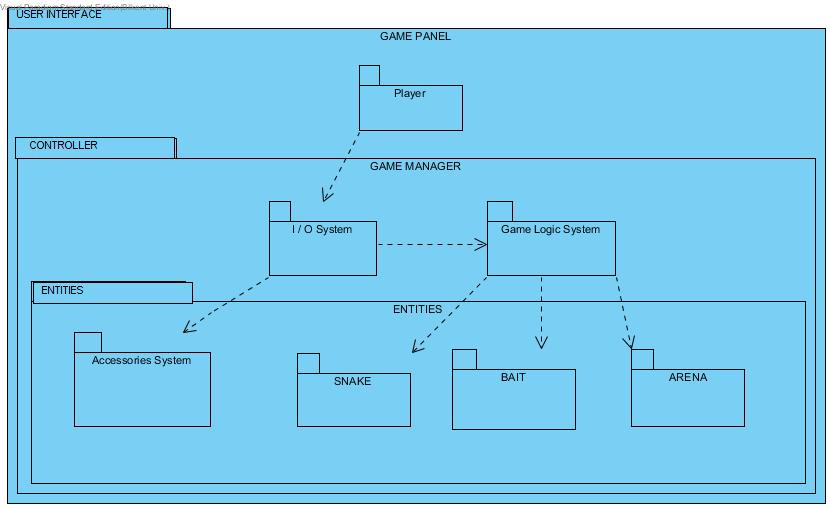 USER INTERFACE
GAME PANEL
Player
CONTROLLER
GAME MANAGER
I / O System
Game Logic System
ENTITIES
ENTITIES
Accessories System
SNAKE
BAIT
ARENA